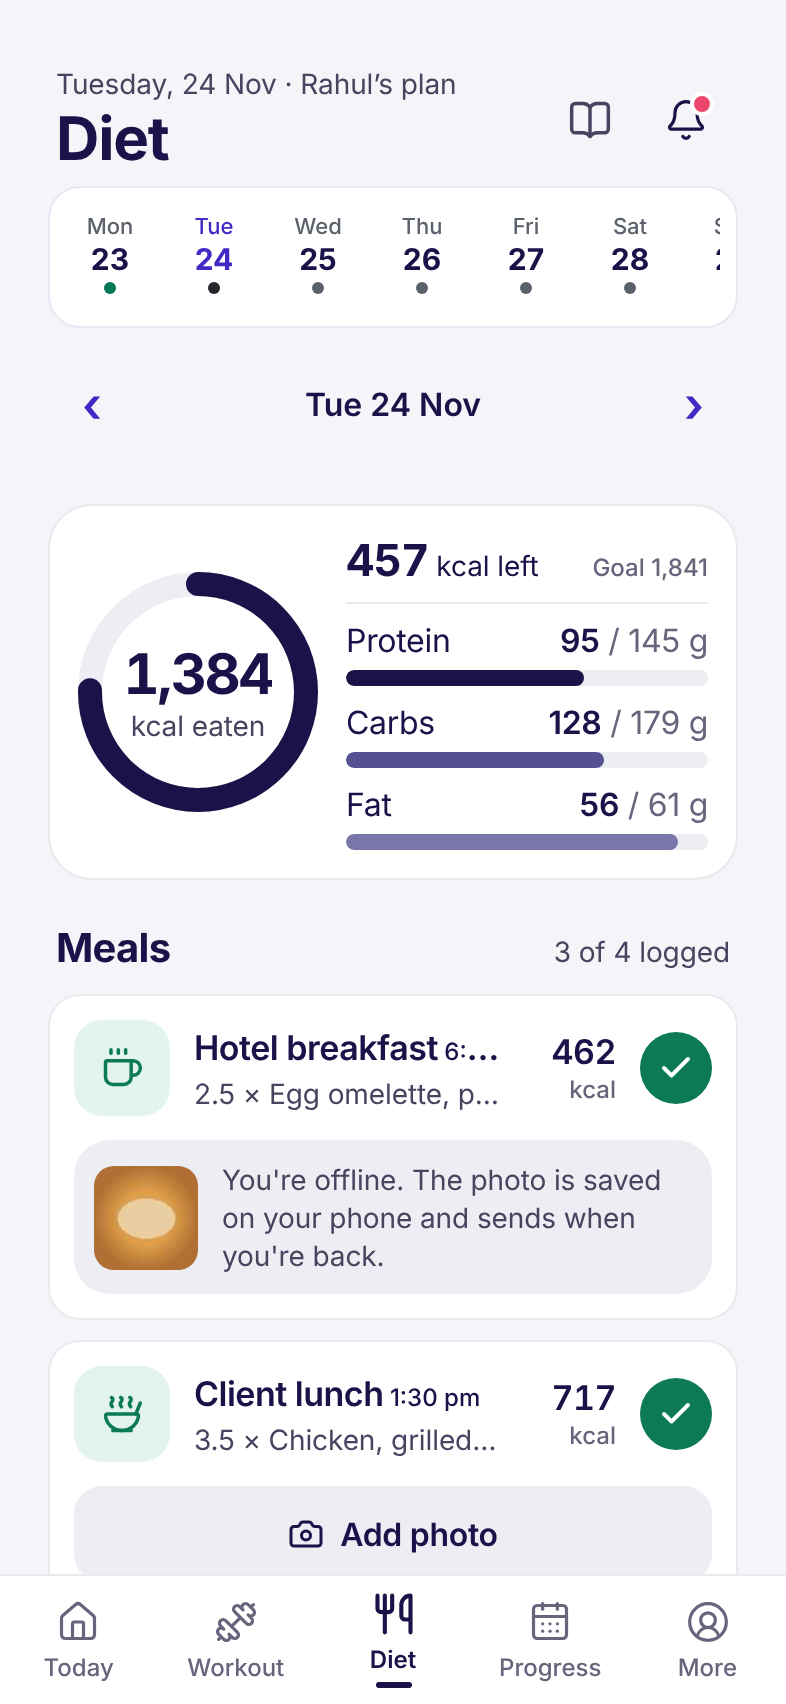 Tuesday, 24 Nov · Rahul’s plan
Diet
Mon Tue Wed Thu Fri Sat
23 24 25 26 27 28
‹ Tue 24 Nov ›
457 kcal left Goal 1,841
1,384
kcal eaten
Protein 95 / 145 g
Carbs 128 / 179 g
Fat 56 / 61 g
Meals 3 of 4 logged
Hotel breakfast 6:... 462
2.5 × Egg omelette, p... kcal
You're offline. The photo is saved
on your phone and sends when
you're back.
Client lunch 1:30 pm 717
3.5 × Chicken, grilled... kcal
Add photo
Today Workout Diet Progress More